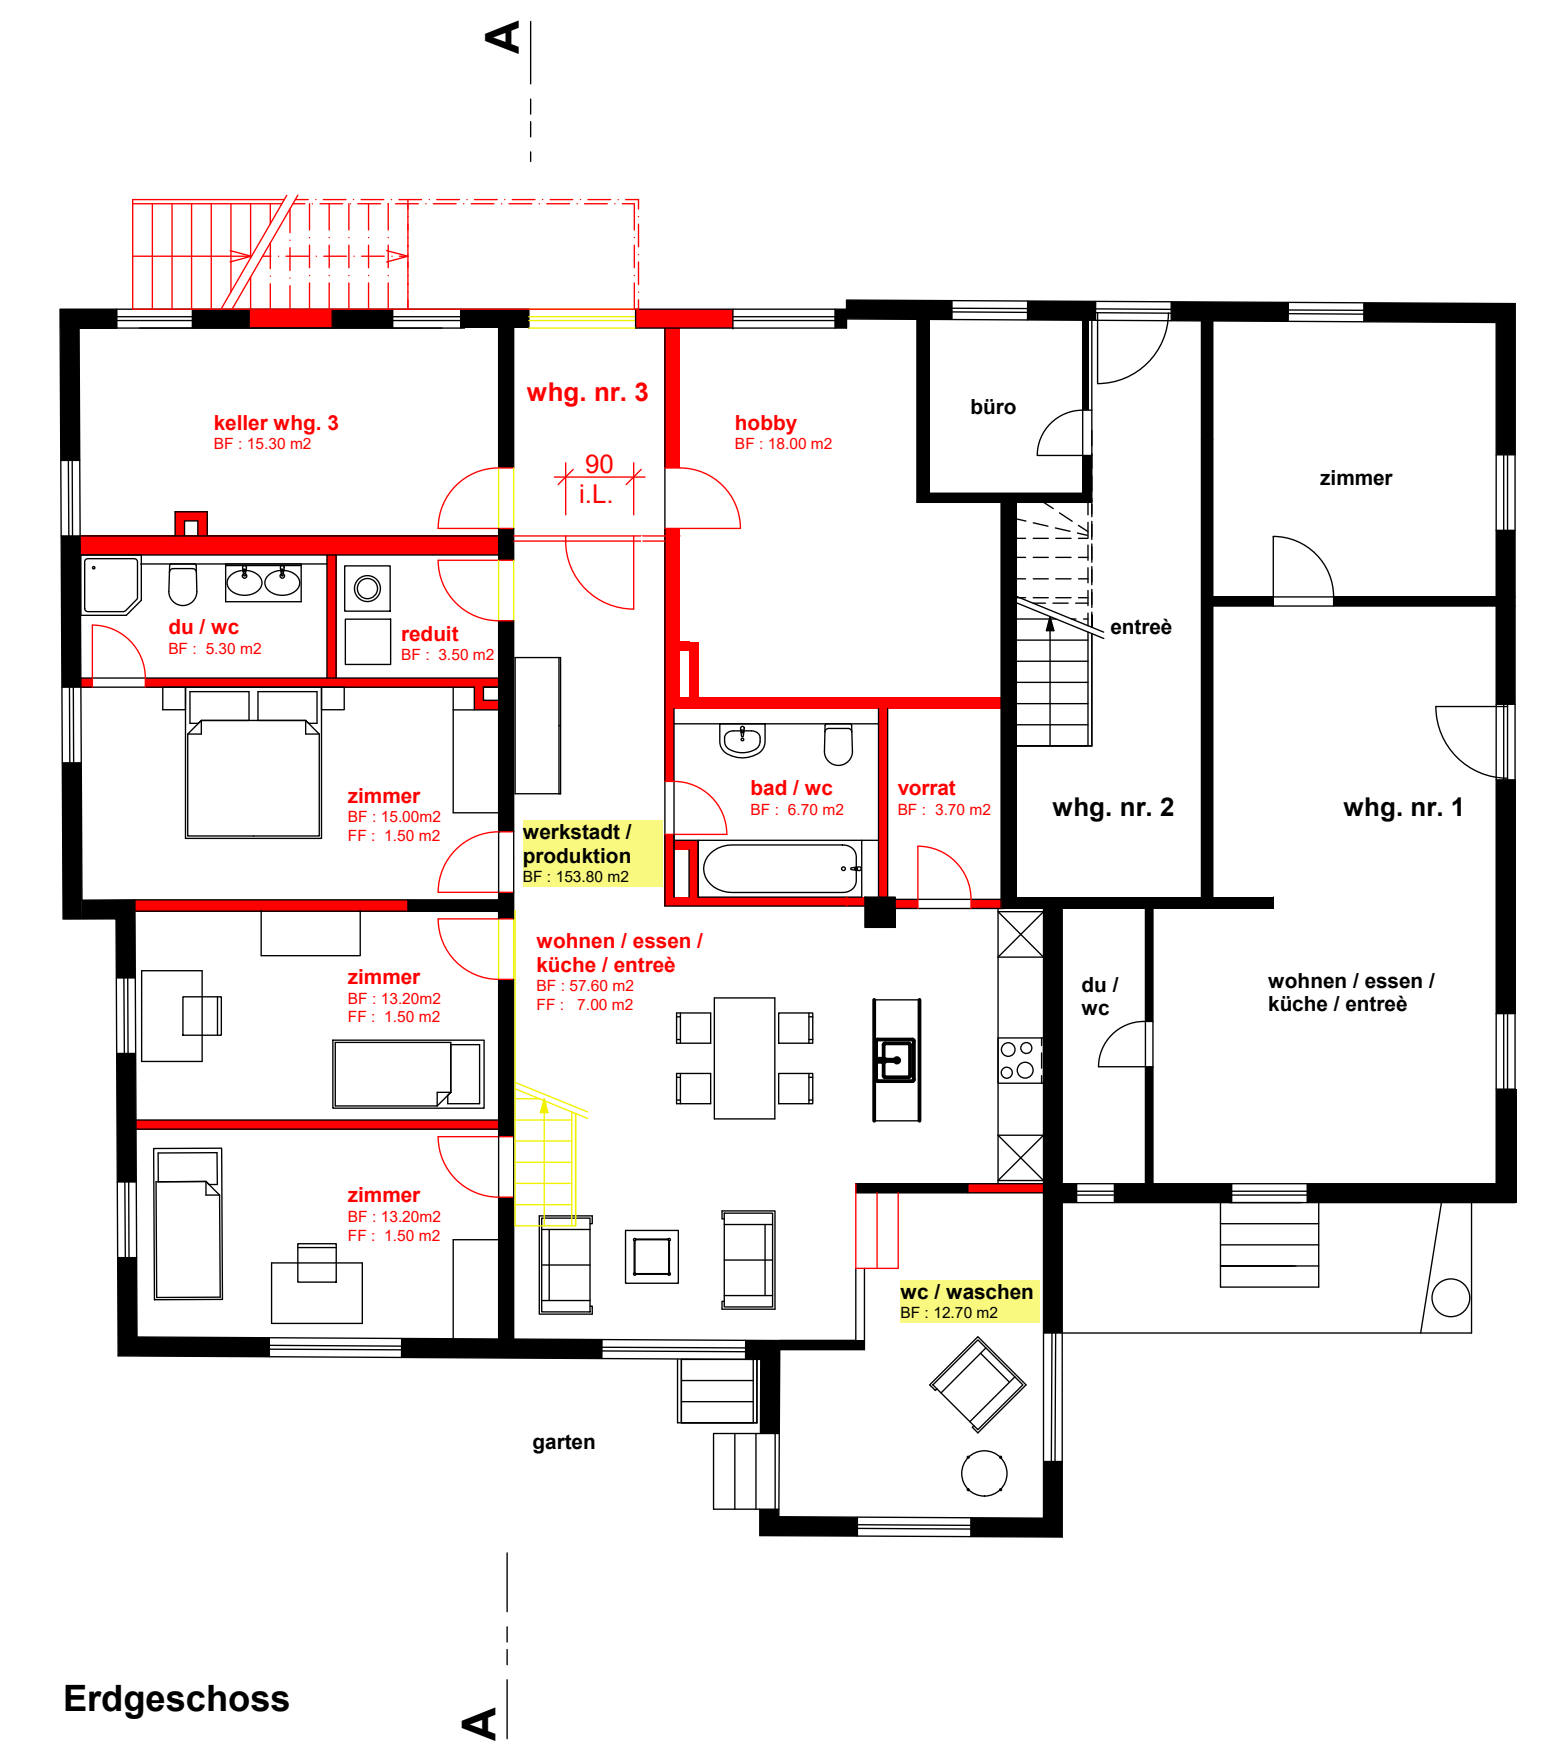 A
whg. nr. 3
keller whg. 3
BF : 15.30 m2
hobby
BF : 18.00 m2
büro
90
i.L.
zimmer
du / wc
BF : 5.30 m2
reduit
BF : 3.50 m2
entreè
zimmer
BF : 15.00m2
FF : 1.50 m2
werkstadt /
produktion
BF : 153.80 m2
bad / wc
BF : 6.70 m2
vorrat
BF : 3.70 m2
whg. nr. 2
whg. nr. 1
zimmer
BF : 13.20m2
FF : 1.50 m2
wohnen / essen /
küche / entreè
BF : 57.60 m2
FF : 7.00 m2
du /
wc
wohnen / essen /
küche / entreè
zimmer
BF : 13.20m2
FF : 1.50 m2
wc / waschen
BF : 12.70 m2
garten
Erdgeschoss
A